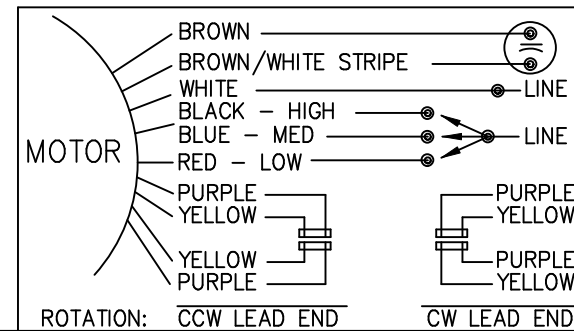 BROWN
BROWN/WHITE STRIPE
WHITE
LINE
BLACK - HIGH
BLUE - MED
LINE
MOTOR
RED - LOW
PURPLE
PURPLE
YELLOW
YELLOW
YELLOW
PURPLE
PURPLE
YELLOW
ROTATION: CCW LEAD END CW LEAD END